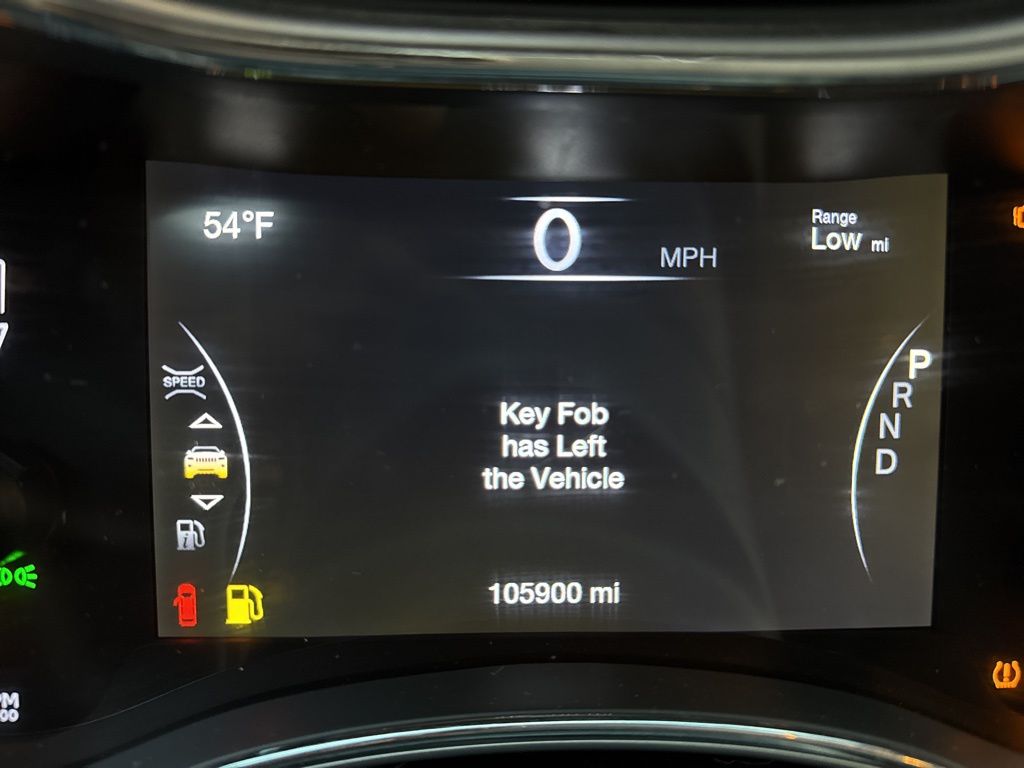 54°F
0 MPH
Range
Low mi
SPEED
P
R
N
D
Key Fob
has Left
the Vehicle
105900 mi